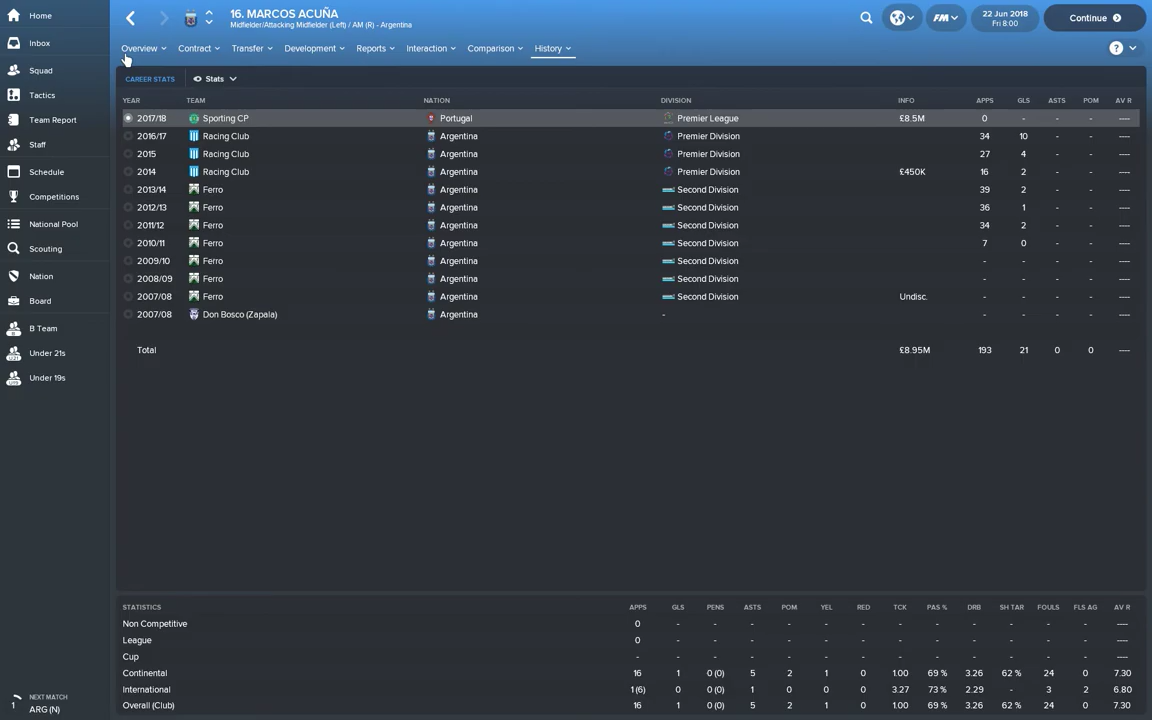 Home
Inbox
Squad
Tactics
Team Report
Staff
Schedule
Competitions
National Pool
Scouting
Nation
Board
B Team
Under 21s
Under 19s
1 NEXT MATCH
ARG (N)
16. MARCOS ACUÑA
Midfielder/Attacking Midfielder (Left) / AM (R) - Argentina
FM
22 Jun 2018
Fri 8:00
Continue
Overview Contract Transfer Development Reports Interaction Comparison History ?
CAREER STATS Stats
YEAR TEAM NATION DIVISION INFO APPS GLS ASTS POM AV R
2017/18 Sporting CP Portugal Premier League £8.5M 0 - - - ----
2016/17 Racing Club Argentina Premier Division 34 10 - - ----
2015 Racing Club Argentina Premier Division 27 4 - - ----
2014 Racing Club Argentina Premier Division £450K 16 2 - - ----
2013/14 Ferro Argentina Second Division 39 2 - - ----
2012/13 Ferro Argentina Second Division 36 1 - - ----
2011/12 Ferro Argentina Second Division 34 2 - - ----
2010/11 Ferro Argentina Second Division 7 0 - - ----
2009/10 Ferro Argentina Second Division - - - - ----
2008/09 Ferro Argentina Second Division - - - - ----
2007/08 Ferro Argentina Second Division Undisc. - - - - ----
2007/08 Don Bosco (Zapala) Argentina - - - - - ----
Total £8.95M 193 21 0 0 ----
STATISTICS APPS GLS PENS ASTS POM YEL RED TCK PAS % DRB SH TAR FOULS FLS AG AV R
Non Competitive 0 - - - - - - - - - - - - ----
League 0 - - - - - - - - - - - - ----
Cup - - - - - - - - - - - - - ----
Continental 16 1 0 (0) 5 2 1 0 1.00 69 % 3.26 62 % 24 0 7.30
International 1 (6) 0 0 (0) 1 0 0 0 3.27 73 % 2.29 - 3 2 6.80
Overall (Club) 16 1 0 (0) 5 2 1 0 1.00 69 % 3.26 62 % 24 0 7.30